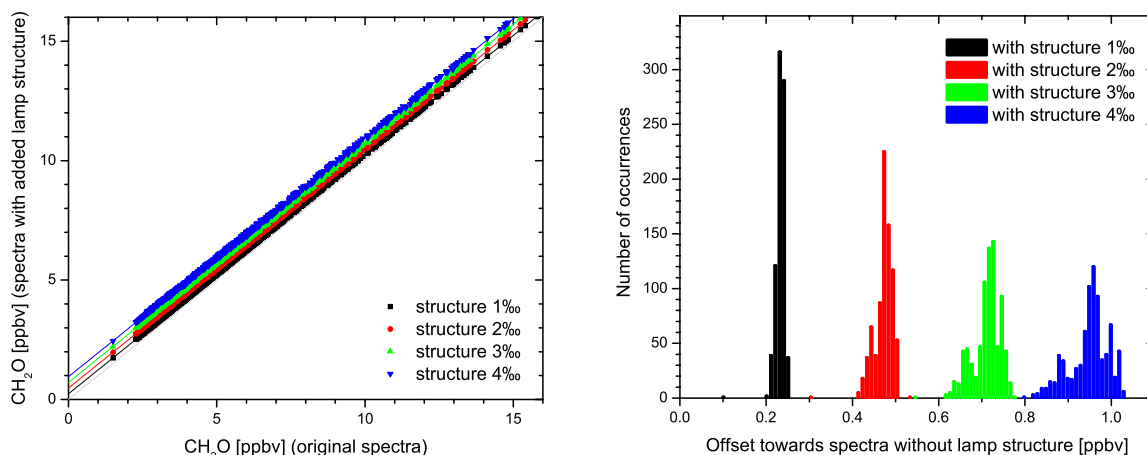 CH2O [ppbv] (spectra with added lamp structure)
15
10
5
0
structure 1‰
structure 2‰
structure 3‰
structure 4‰
0
5
10
15
CH2O [ppbv] (original spectra)
Number of occurrences
300
250
200
150
100
50
0
with structure 1‰
with structure 2‰
with structure 3‰
with structure 4‰
0.0
0.2
0.4
0.6
0.8
1.0
Offset towards spectra without lamp structure [ppbv]